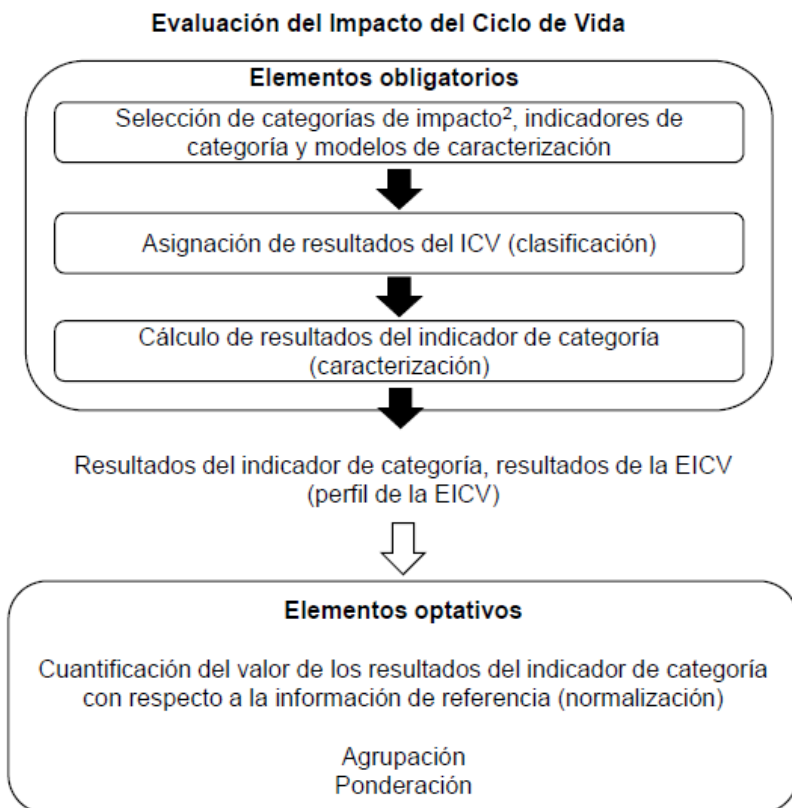 Evaluación del Impacto del Ciclo de Vida
Elementos obligatorios
Selección de categorías de impacto², indicadores de
categoría y modelos de caracterización
Asignación de resultados del ICV (clasificación)
Cálculo de resultados del indicador de categoría
(caracterización)
Resultados del indicador de categoría, resultados de la EICV
(perfil de la EICV)
Elementos optativos
Cuantificación del valor de los resultados del indicador de categoría
con respecto a la información de referencia (normalización)
Agrupación
Ponderación